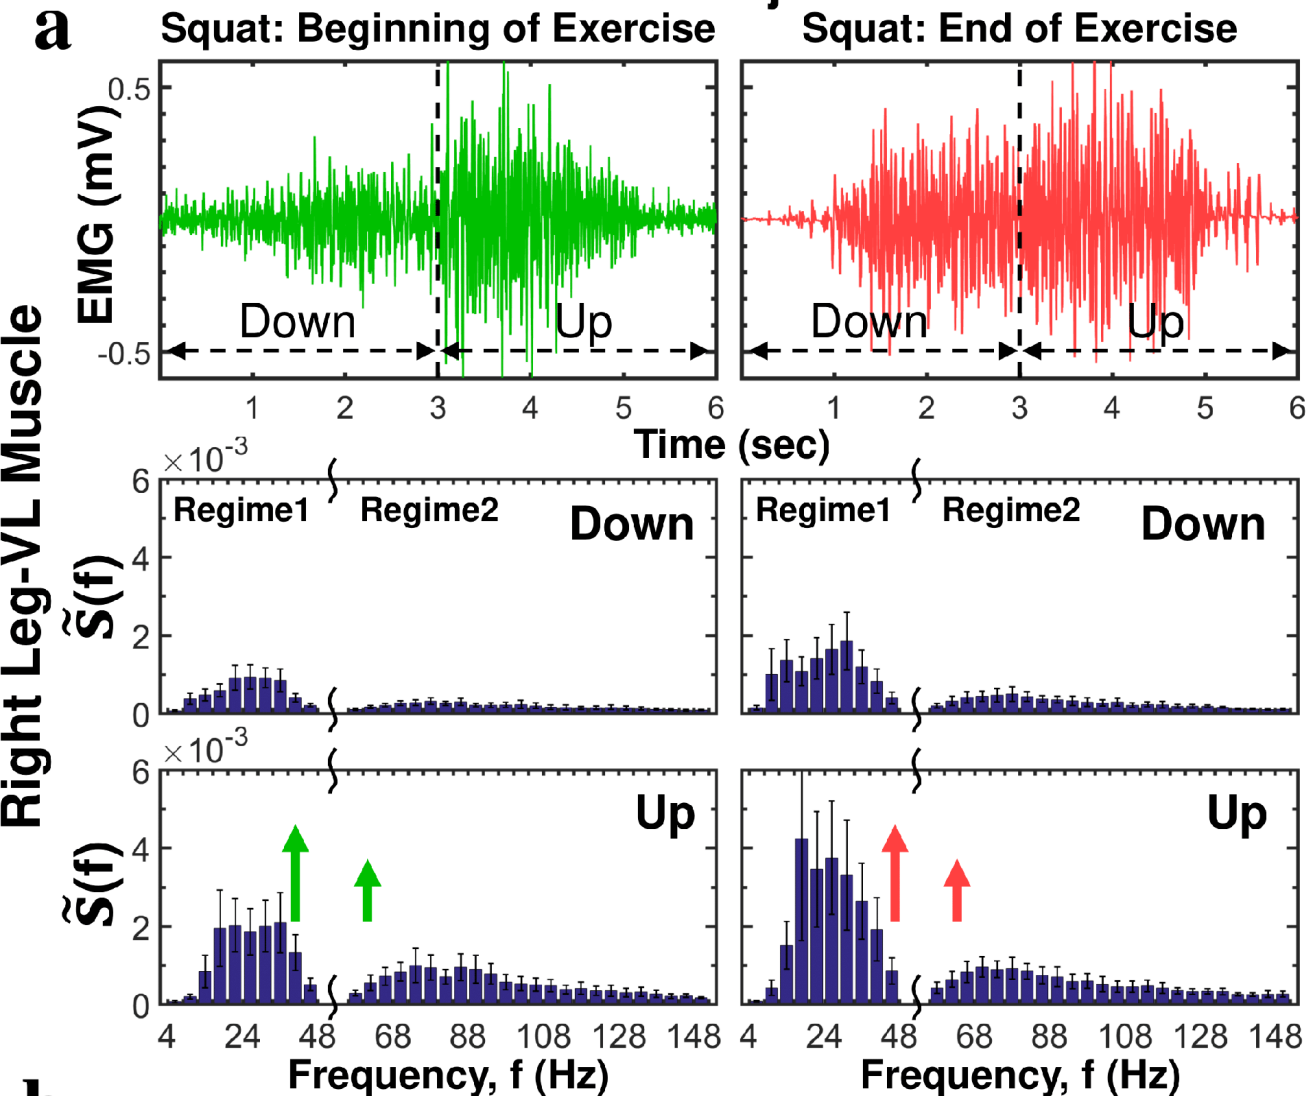 a
Squat: Beginning of Exercise
Squat: End of Exercise
Right Leg-VL Muscle
EMG (mV)
0.5
-0.5
Down
Up
Down
Up
1 2 3 4 5 6
1 2 3 4 5 6
Time (sec)
×10-3
S̃(f)
6
4
2
0
Regime1 Regime2 Down
Regime1 Regime2 Down
×10-3
S̃(f)
6
4
2
0
Up
Up
4 24 48 68 88 108 128 148
4 24 48 68 88 108 128 148
Frequency, f (Hz)
Frequency, f (Hz)